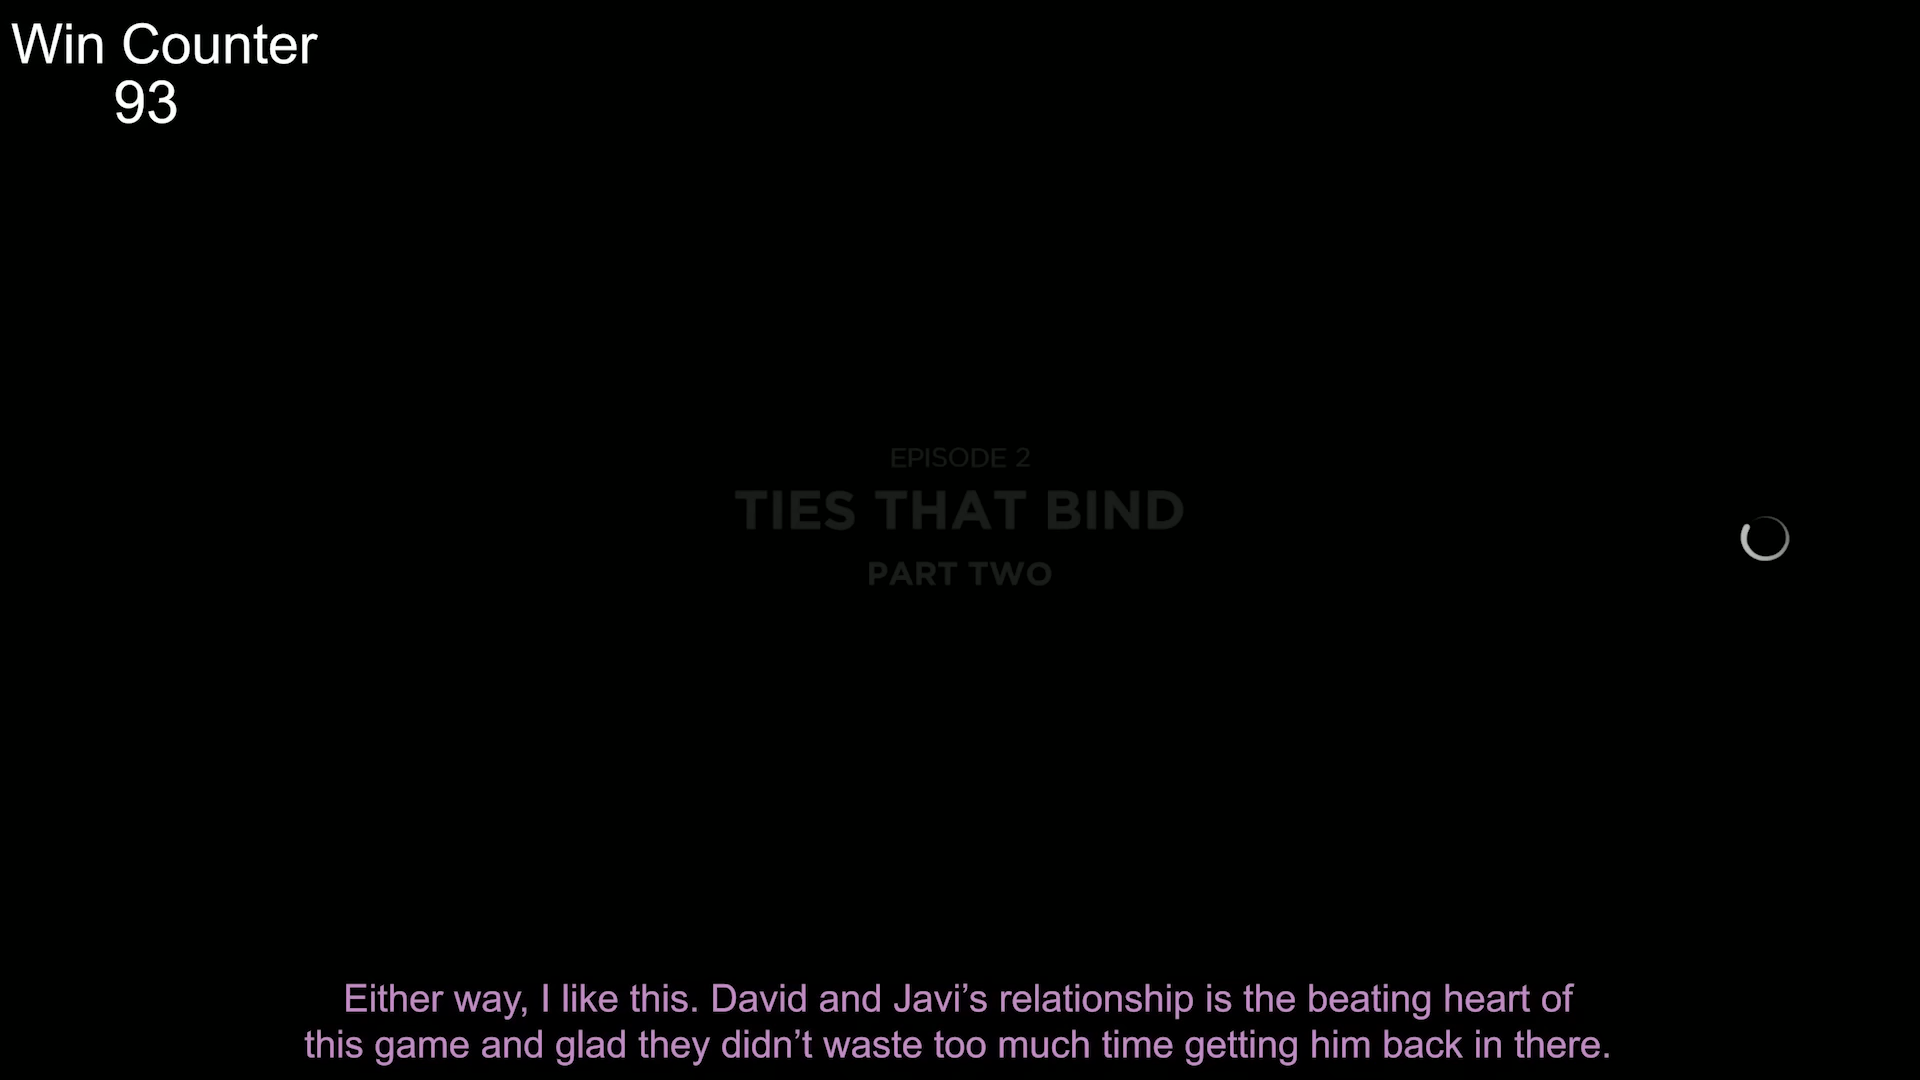 Win Counter
93
EPISODE 2
TIES THAT BIND
PART TWO
Either way, I like this. David and Javi’s relationship is the beating heart of
this game and glad they didn’t waste too much time getting him back in there.